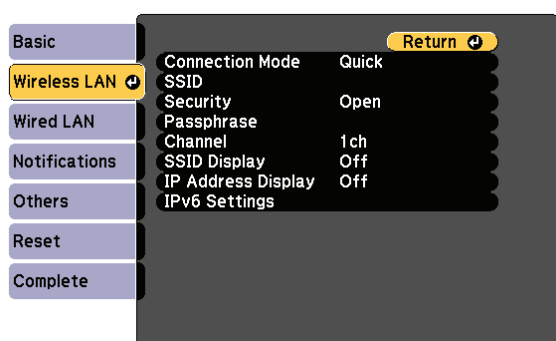 Basic
Wireless LAN
Wired LAN
Notifications
Others
Reset
Complete
Return
Connection Mode Quick
SSID
Security Open
Passphrase
Channel 1ch
SSID Display Off
IP Address Display Off
IPv6 Settings